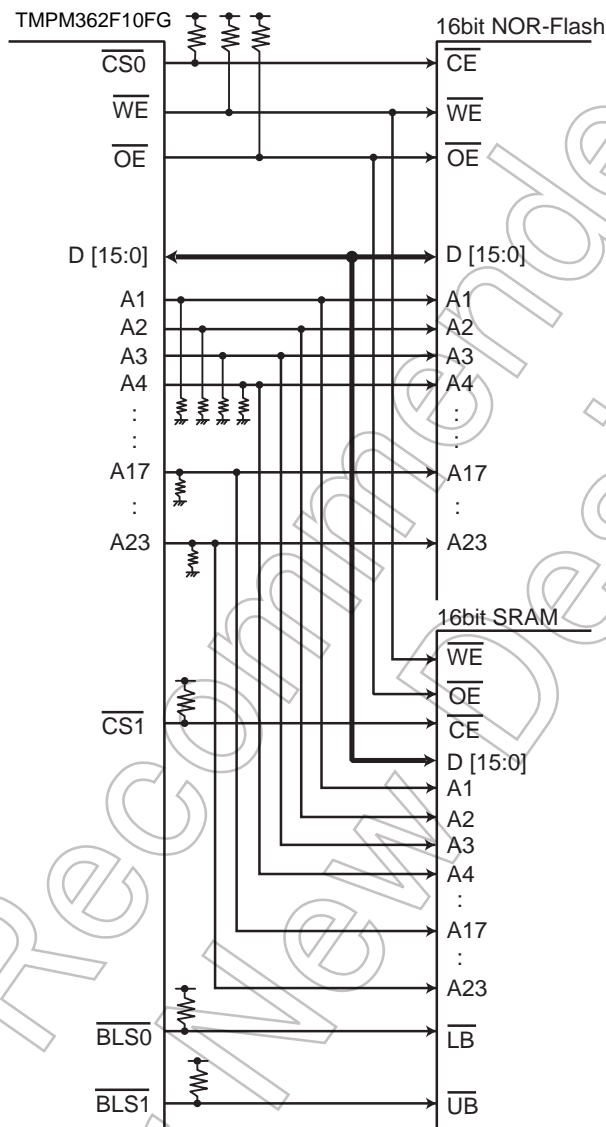 TMPM362F10FG
16bit NOR-Flash
CS0
CE
WE
WE
OE
OE
D [15:0]
D [15:0]
A1
A1
A2
A2
A3
A3
A4
A4
:
:
:
:
A17
A17
:
:
A23
A23
16bit SRAM
WE
OE
CS1
CE
D [15:0]
A1
A2
A3
A4
:
A17
:
A23
BLS0
LB
BLS1
UB